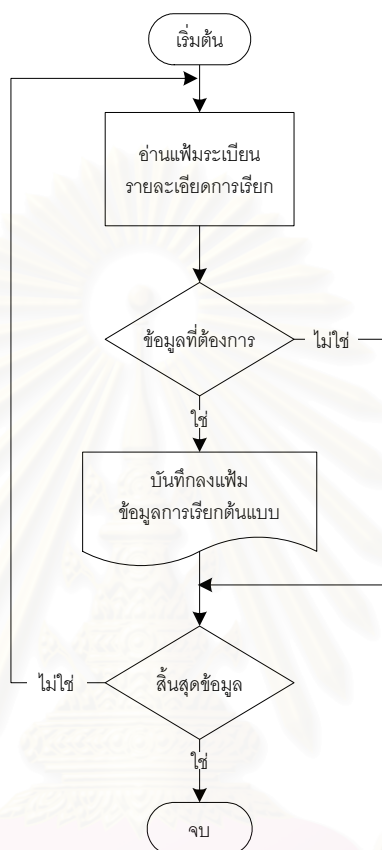 เริ่มต้น
อ่านแฟ้มระเบียน
รายละเอียดการเรียก
ข้อมูลที่ต้องการ
ไม่ใช่
ใช่
บันทึกลงแฟ้ม
ข้อมูลการเรียกต้นแบบ
ไม่ใช่
สิ้นสุดข้อมูล
ใช่
จบ